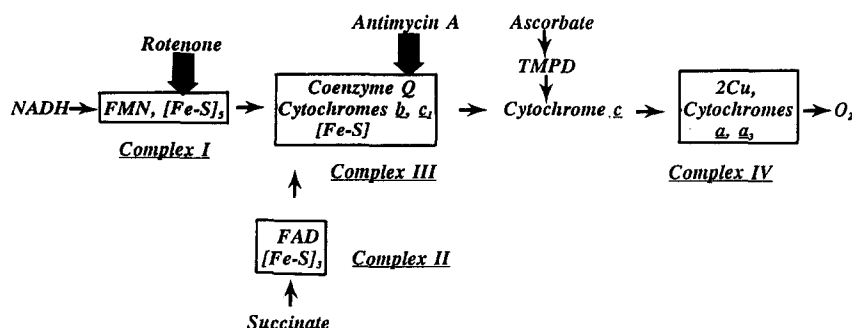 Antimycin A
Ascorbate
Rotenone
TMPD
NADH
FMN, [Fe-S]₅
Coenzyme Q
Cytochromes b, c₁
[Fe-S]
Cytochrome c
2Cu,
Cytochromes
a, a₃
O₂
Complex I
Complex III
Complex IV
FAD
[Fe-S]₃
Complex II
Succinate